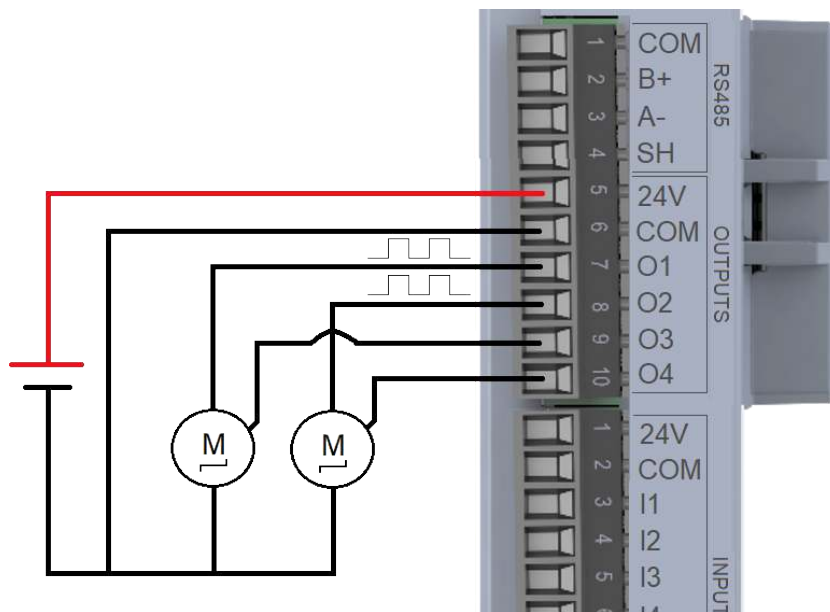 1 COM
2 B+
3 A-
4 SH
RS485
5 24V
6 COM
7 O1
8 O2
9 O3
10 O4
OUTPUTS
M
M
1 24V
2 COM
3 I1
4 I2
5 I3
INPUT